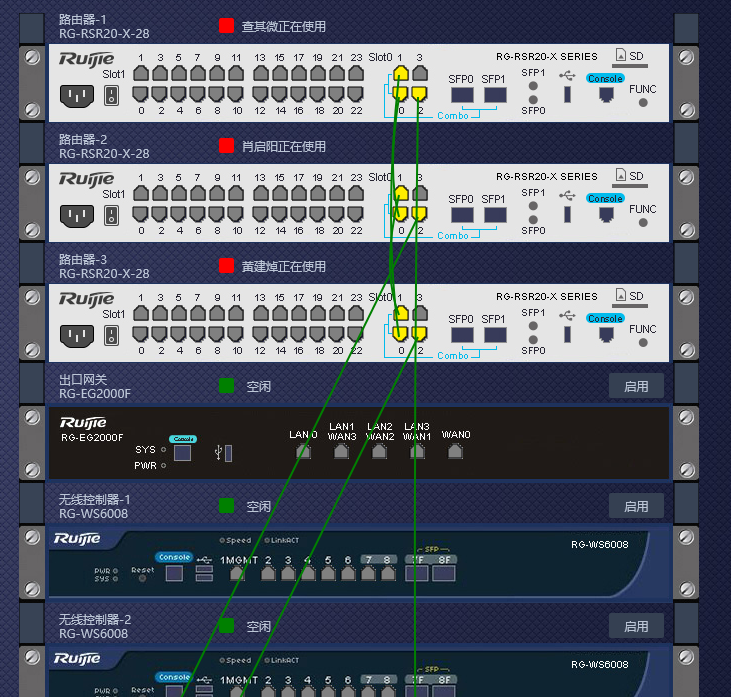 路由器-1
RG-RSR20-X-28
查其微正在使用
Ruijie
1 3 5 7 9 11 13 15 17 19 21 23 Slot0 1 3
Slot1
0 2 4 6 8 10 12 14 16 18 20 22 0 2
RG-RSR20-X SERIES
SD
SFP0 SFP1
SFP1
SFP0
Console
FUNC
Combo
路由器-2
RG-RSR20-X-28
肖启阳正在使用
Ruijie
1 3 5 7 9 11 13 15 17 19 21 23 Slot0 1 3
Slot1
0 2 4 6 8 10 12 14 16 18 20 22 0 2
RG-RSR20-X SERIES
SD
SFP0 SFP1
SFP1
SFP0
Console
FUNC
Combo
路由器-3
RG-RSR20-X-28
黄建焯正在使用
Ruijie
1 3 5 7 9 11 13 15 17 19 21 23 Slot0 1 3
Slot1
0 2 4 6 8 10 12 14 16 18 20 22 0 2
RG-RSR20-X SERIES
SD
SFP0 SFP1
SFP1
SFP0
Console
FUNC
Combo
出口网关
RG-EG2000F
空闲
启用
Ruijie
RG-EG2000F
Console
SYS
PWR
LAN0
LAN1
WAN3
LAN2
WAN2
LAN3
WAN1
WAN0
无线控制器-1
RG-WS6008
空闲
启用
Ruijie
Speed LinkACT
RG-WS6008
PWR
SYS
Reset
Console
1MGMT 2 3 4 5 6 7 8 7F 8F
SFP
无线控制器-2
RG-WS6008
空闲
启用
Ruijie
Speed LinkACT
RG-WS6008
PWR
Reset
Console
1MGMT 2 3 4 5 6 7 8 7F 8F
SFP